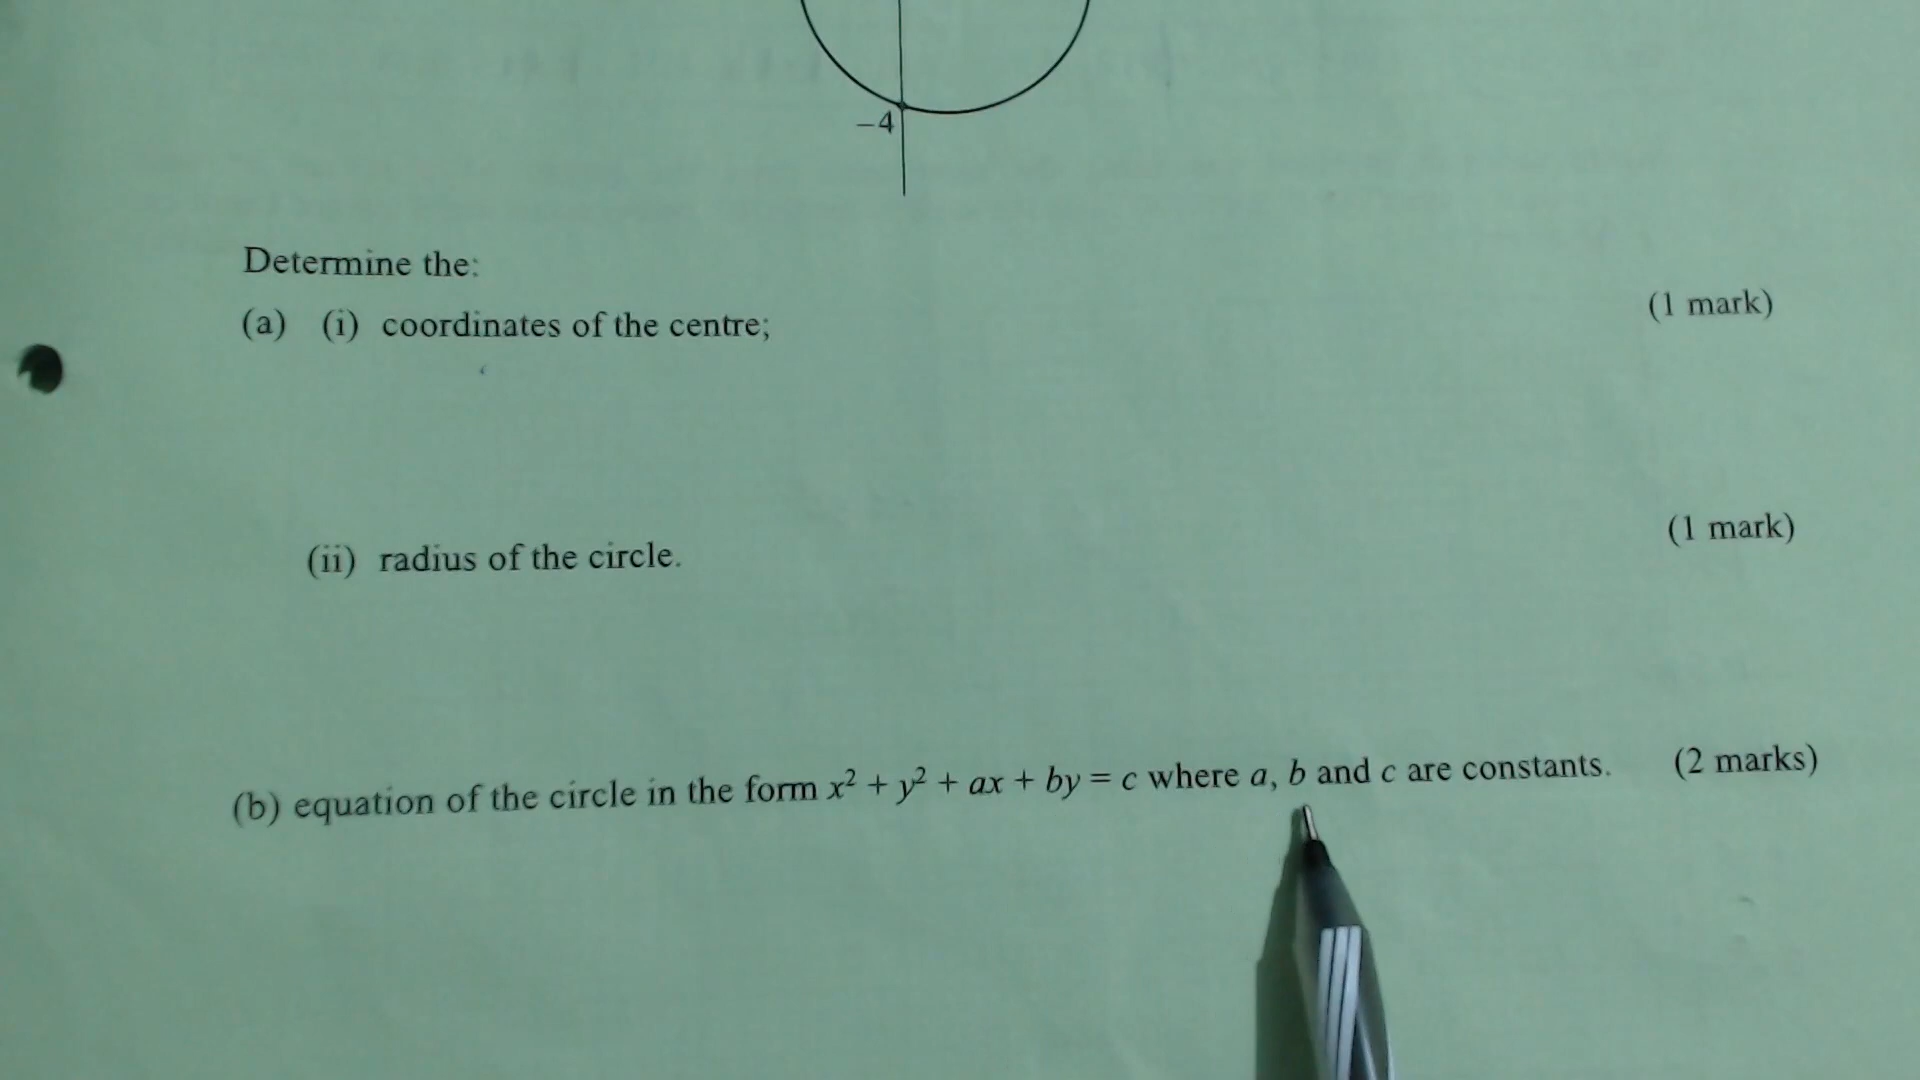 −4
Determine the:
(a) (i) coordinates of the centre; (1 mark)
(ii) radius of the circle. (1 mark)
(b) equation of the circle in the form x² + y² + ax + by = c where a, b and c are constants. (2 marks)